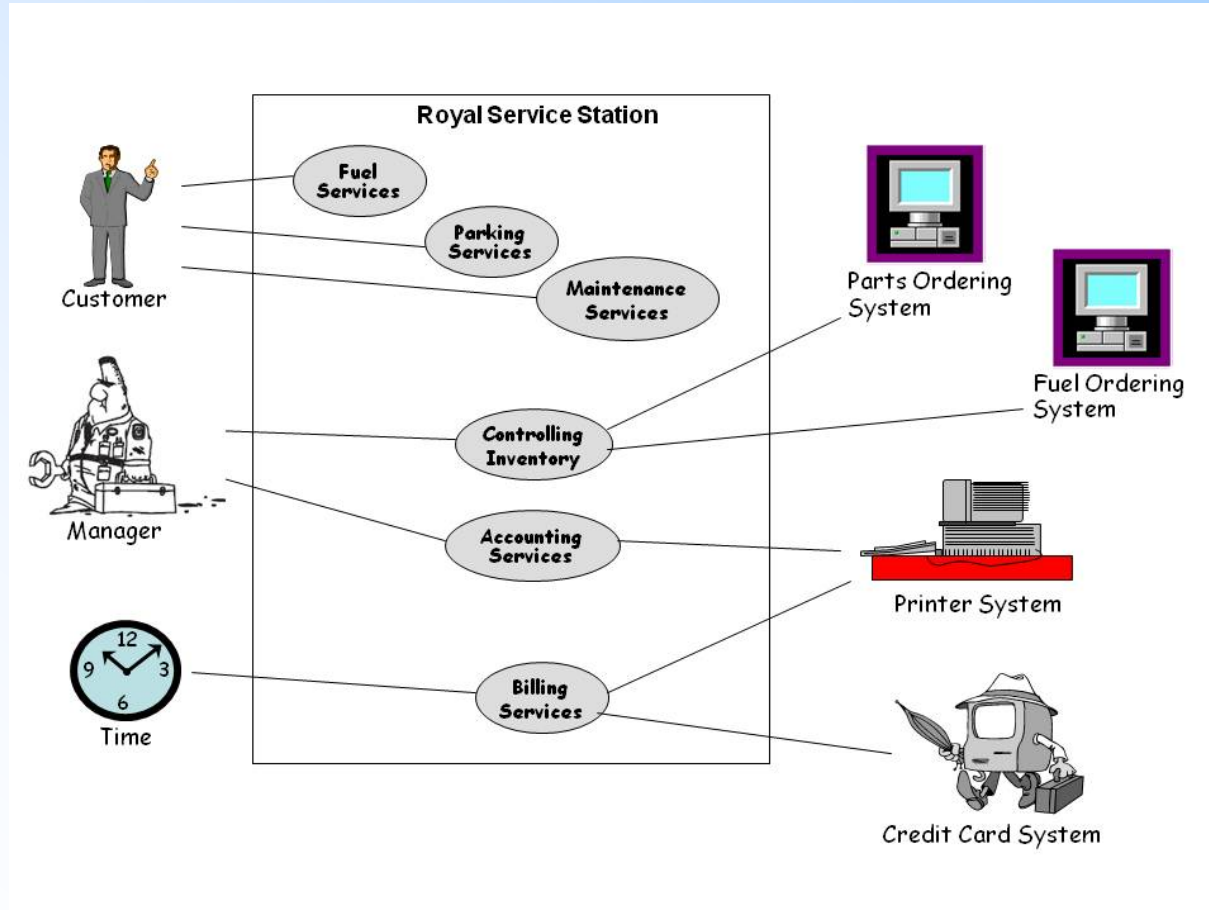 Royal Service Station
Fuel
Services
Parking
Services
Maintenance
Services
Customer
Parts Ordering
System
Fuel Ordering
System
Controlling
Inventory
Manager
Accounting
Services
Printer System
12
9
3
6
Time
Billing
Services
Credit Card System